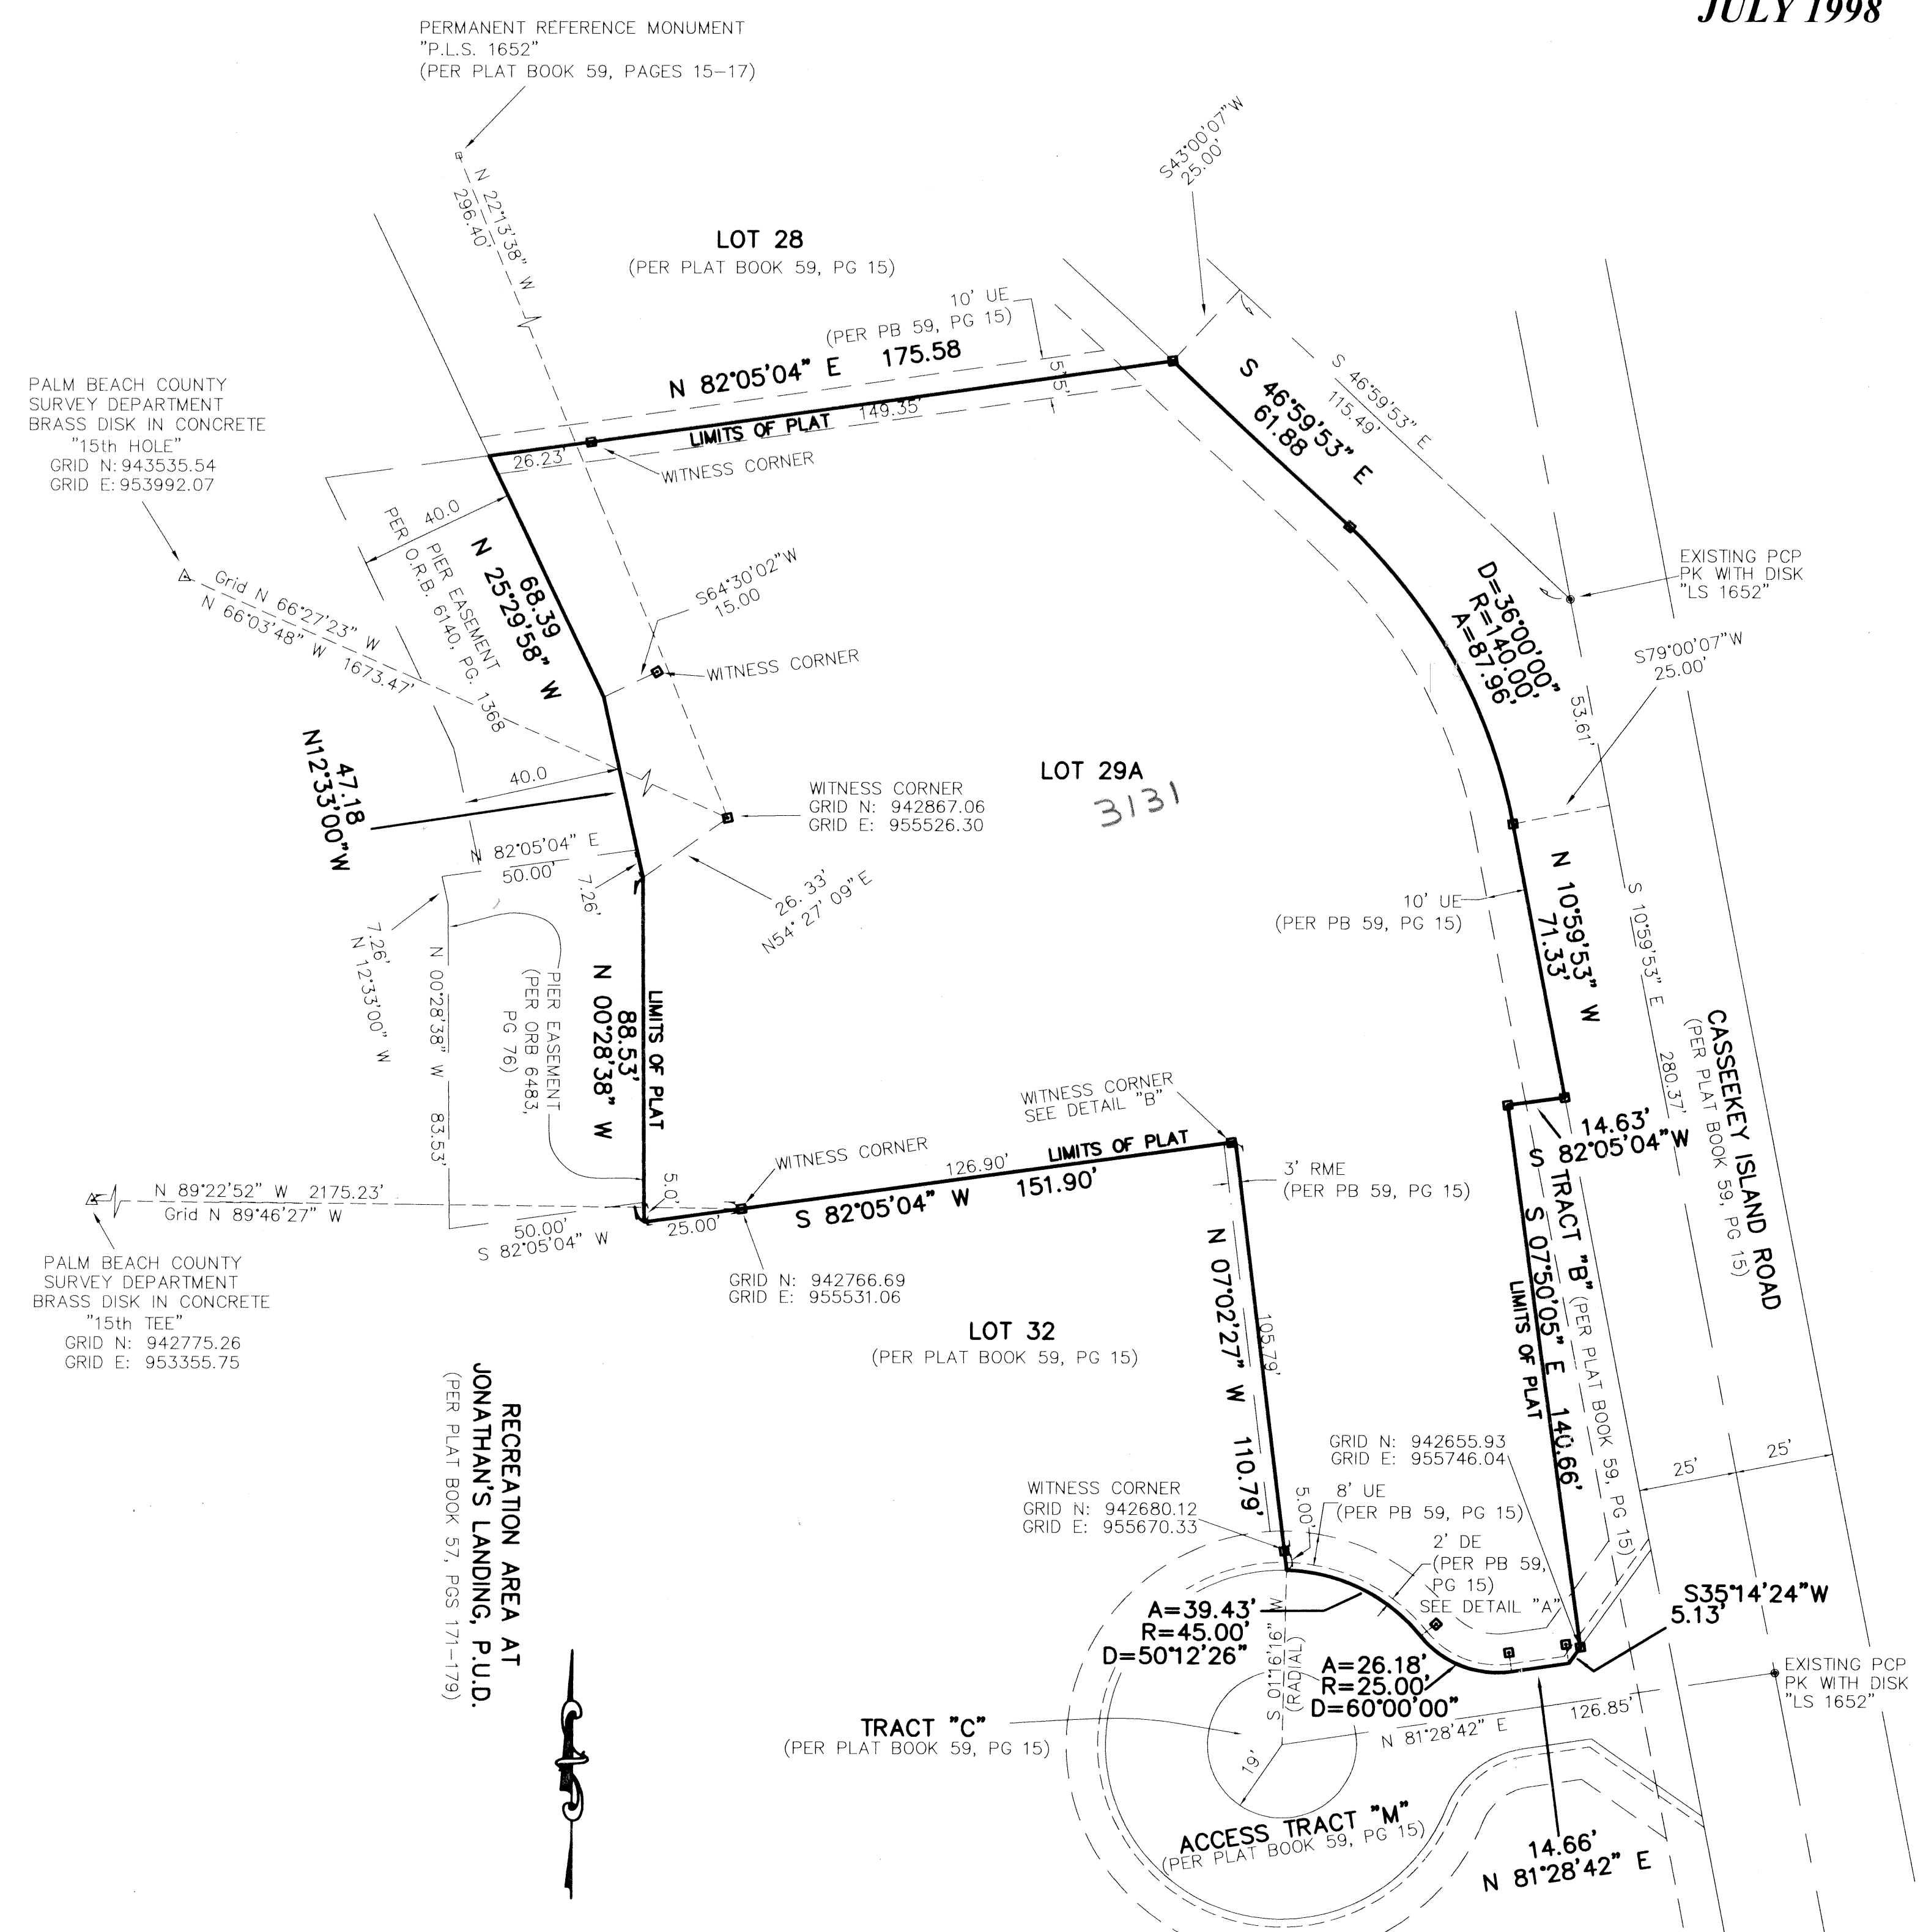 JULY 1998
PERMANENT REFERENCE MONUMENT
"P.L.S. 1652"
(PER PLAT BOOK 59, PAGES 15-17)
N 22°13'38" W
296.40'
S43°00'07"W
25.00'
LOT 28
(PER PLAT BOOK 59, PG 15)
10' UE
(PER PB 59, PG 15)
N 82°05'04" E 175.58
5'
5'
149.35'
LIMITS OF PLAT
26.23'
WITNESS CORNER
S 46°59'53" E
61.88
S 46°59'53" E
115.49'
PALM BEACH COUNTY
SURVEY DEPARTMENT
BRASS DISK IN CONCRETE
"15th HOLE"
GRID N: 943535.54
GRID E: 953992.07
40.0
PIER EASEMENT
PER O.R.B. 6140, PG. 1368
68.39
N 25°29'58" W
Grid N 66°27'23" W
N 66°03'48" W 1673.47'
S64°30'02"W
15.00
WITNESS CORNER
EXISTING PCP
PK WITH DISK
"LS 1652"
D=36°00'00"
R=140.00'
A=87.96'
S79°00'07"W
25.00'
53.61'
47.18
N12°33'00"W
40.0
LOT 29A
3131
WITNESS CORNER
GRID N: 942867.06
GRID E: 955526.30
N 82°05'04" E
50.00'
7.26'
26.33'
N54° 27' 09" E
7.26'
N 12°33'00" W
N 00°28'38" W 83.53'
PIER EASEMENT
(PER ORB 6483,
PG 76)
88.53'
N 00°28'38" W
LIMITS OF PLAT
10' UE
(PER PB 59, PG 15)
N 10°59'53" W
71.33'
S 10°59'53" E 280.37'
CASSEEKEY ISLAND ROAD
(PER PLAT BOOK 59, PG 15)
WITNESS CORNER
SEE DETAIL "B"
14.63'
S 82°05'04"W
TRACT "B" (PER PLAT BOOK 59, PG 15)
WITNESS CORNER
126.90'
LIMITS OF PLAT
S 82°05'04" W 151.90'
5.0'
25.00'
3' RME
(PER PB 59, PG 15)
N 89°22'52" W 2175.23'
Grid N 89°46'27" W
50.00'
S 82°05'04" W
PALM BEACH COUNTY
SURVEY DEPARTMENT
BRASS DISK IN CONCRETE
"15th TEE"
GRID N: 942775.26
GRID E: 953355.75
GRID N: 942766.69
GRID E: 955531.06
LOT 32
(PER PLAT BOOK 59, PG 15)
N 07°02'27" W 110.79'
105.79'
S 07°50'05" E 140.66'
LIMITS OF PLAT
RECREATION AREA AT
JONATHAN'S LANDING, P.U.D.
(PER PLAT BOOK 57, PGS 171-179)
GRID N: 942655.93
GRID E: 955746.04
25'
25'
WITNESS CORNER
GRID N: 942680.12
GRID E: 955670.33
5.00'
8' UE
(PER PB 59, PG 15)
2' DE
(PER PB 59,
PG 15)
SEE DETAIL "A"
S35°14'24"W
5.13'
A=39.43'
R=45.00'
D=50°12'26"
S 01°16'16" W
(RADIAL)
A=26.18'
R=25.00'
D=60°00'00"
EXISTING PCP
PK WITH DISK
"LS 1652"
126.85'
N 81°28'42" E
TRACT "C"
(PER PLAT BOOK 59, PG 15)
19'
ACCESS TRACT "M"
(PER PLAT BOOK 59, PG 15)
14.66'
N 81°28'42" E